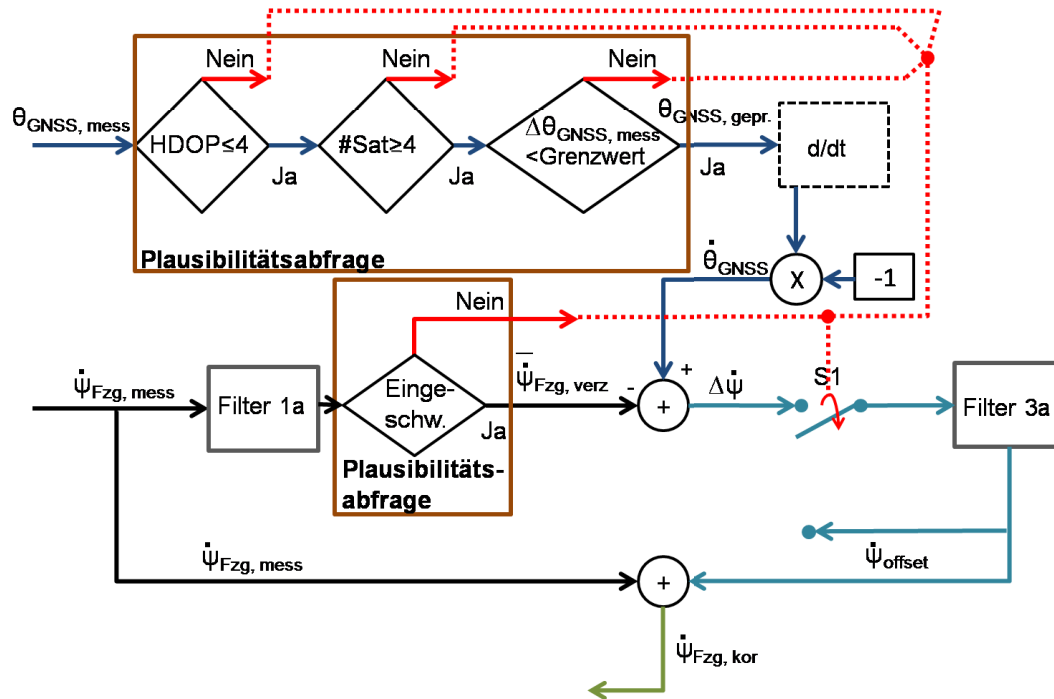 Nein
Nein
Nein
θGNSS, mess
HDOP≤4
Ja
#Sat≥4
Ja
ΔθGNSS, mess
<Grenzwert
θGNSS, gepr.
Ja
d/dt
Plausibilitätsabfrage
θ̇GNSS
X
-1
Nein
ψ̇Fzg, mess
Filter 1a
Einge-
schw.
Ja
ψ̇̅Fzg, verz
-
+
+
Δψ̇
S1
Filter 3a
Plausibilitäts-
abfrage
ψ̇Fzg, mess
+
ψ̇offset
ψ̇Fzg, kor